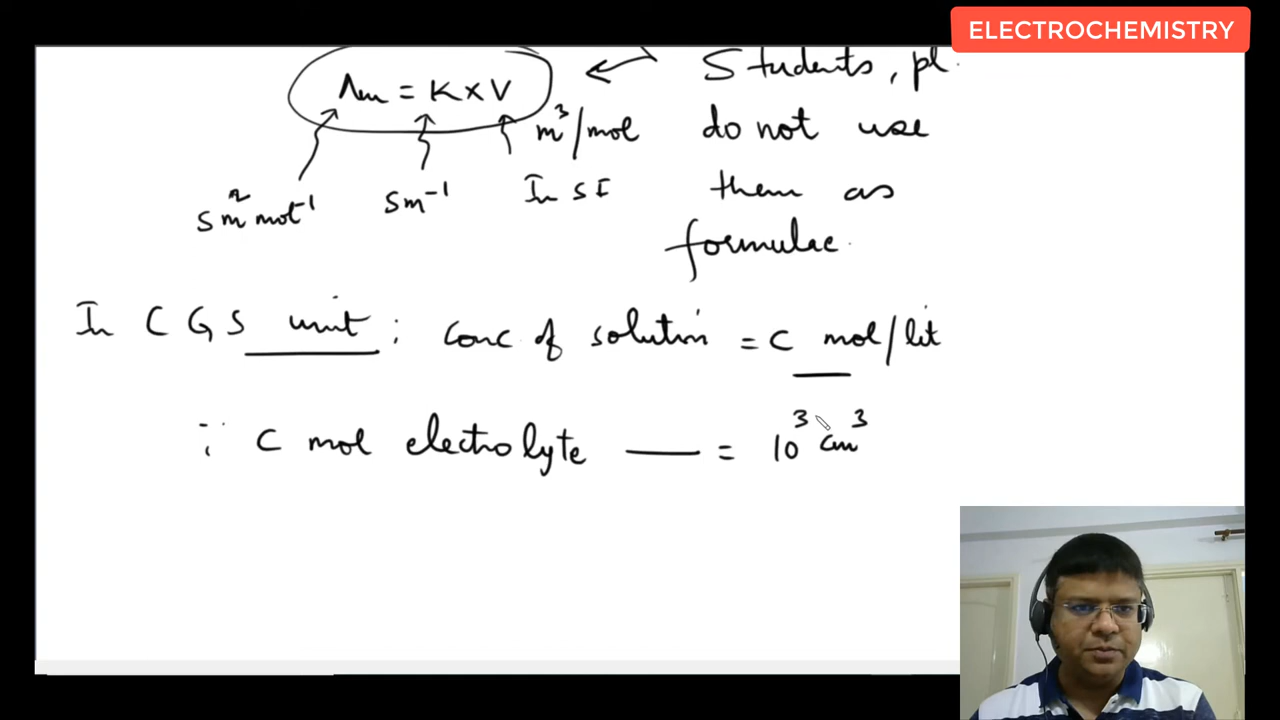 ELECTROCHEMISTRY
Λm = K × V
Students, pl.
m³/mol
do not use
S m² mol⁻¹
Sm⁻¹
In SI
them as
formulae.
In CGS unit : conc. of solution = C mol/lit
∵ C mol electrolyte —— = 10³ cm³